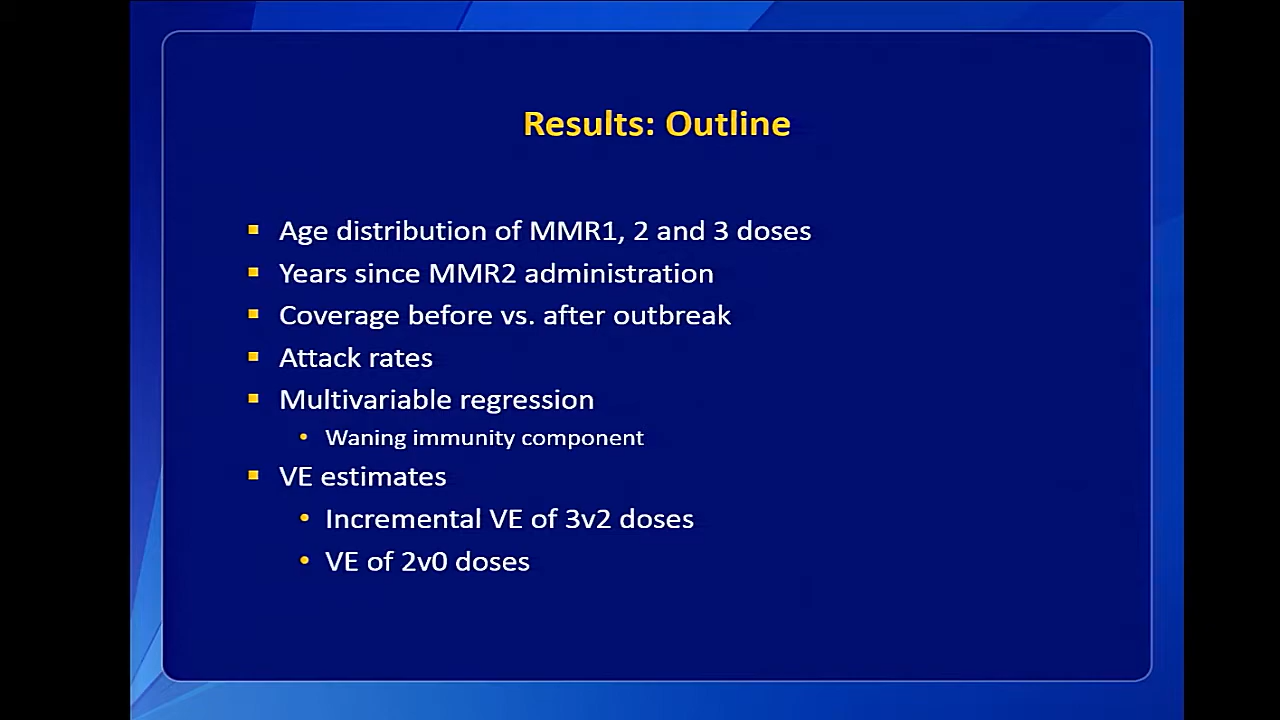 Results: Outline
Age distribution of MMR1, 2 and 3 doses
Years since MMR2 administration
Coverage before vs. after outbreak
Attack rates
Multivariable regression
Waning immunity component
VE estimates
Incremental VE of 3v2 doses
VE of 2v0 doses